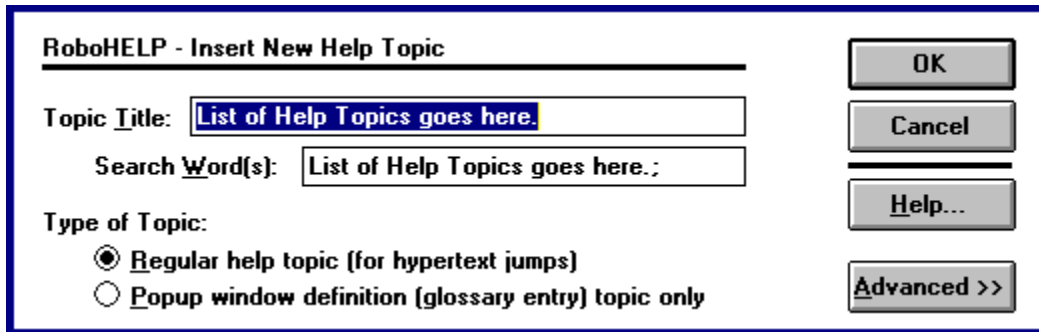 RoboHELP - Insert New Help Topic
OK
Topic Title: List of Help Topics goes here.
Cancel
Search Word(s): List of Help Topics goes here.;
Help...
Type of Topic:
Regular help topic (for hypertext jumps)
Popup window definition (glossary entry) topic only
Advanced >>